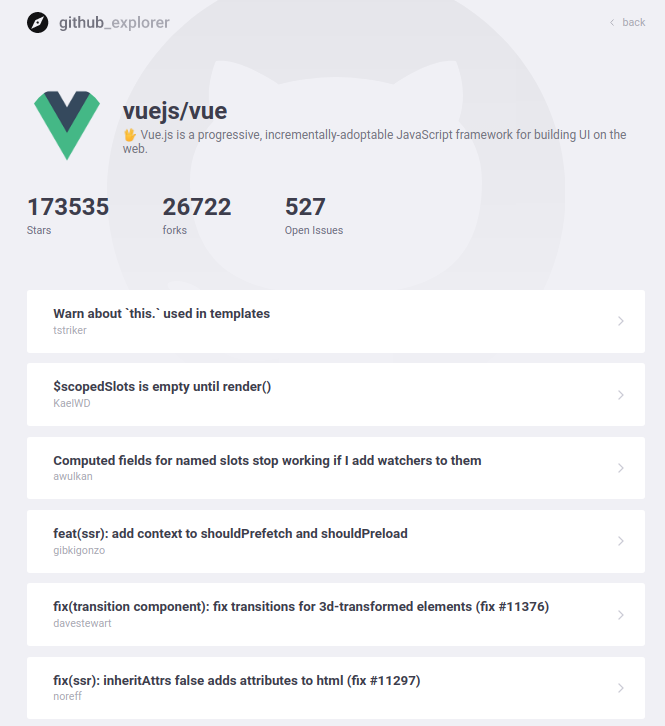 github_explorer
back
vuejs/vue
🖖 Vue.js is a progressive, incrementally-adoptable JavaScript framework for building UI on the
web.
173535 26722 527
Stars forks Open Issues
Warn about `this.` used in templates
tstriker
$scopedSlots is empty until render()
KaelWD
Computed fields for named slots stop working if I add watchers to them
awulkan
feat(ssr): add context to shouldPrefetch and shouldPreload
gibkigonzo
fix(transition component): fix transitions for 3d-transformed elements (fix #11376)
davestewart
fix(ssr): inheritAttrs false adds attributes to html (fix #11297)
noreff